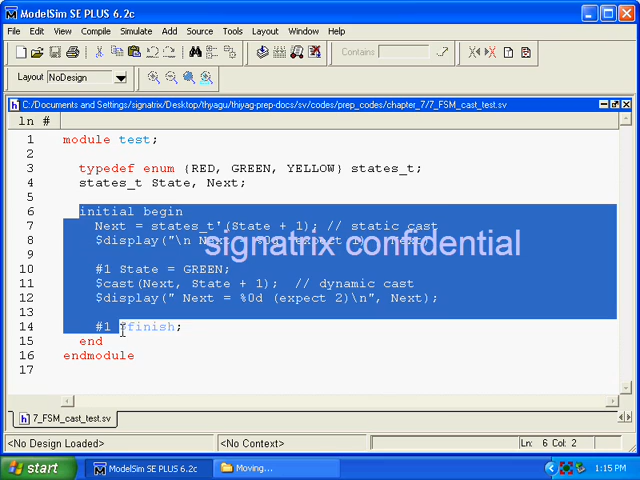 ModelSim SE PLUS 6.2c
File Edit View Compile Simulate Add Source Tools Layout Window Help
Contains
Layout NoDesign
C:/Documents and Settings/signatrix/Desktop/thyagu/thiyag-prep-docs/sv/codes/prep_codes/chapter_7/7_FSM_cast_test.sv
ln #
1 module test;
2
3 typedef enum {RED, GREEN, YELLOW} states_t;
4 states_t State, Next;
5
6 initial begin
7 Next = states_t'(State + 1); // static cast
8 $display("\n Next = %0d (expect 1)", Next)
signatrix confidential
9
10 #1 State = GREEN;
11 $cast(Next, State + 1); // dynamic cast
12 $display(" Next = %0d (expect 2)\n", Next);
13
14 #1 $finish;
15 end
16 endmodule
17
7_FSM_cast_test.sv
<No Design Loaded> <No Context> Ln: 6 Col: 2
start ModelSim SE PLUS 6.2c Moving... 1:15 PM